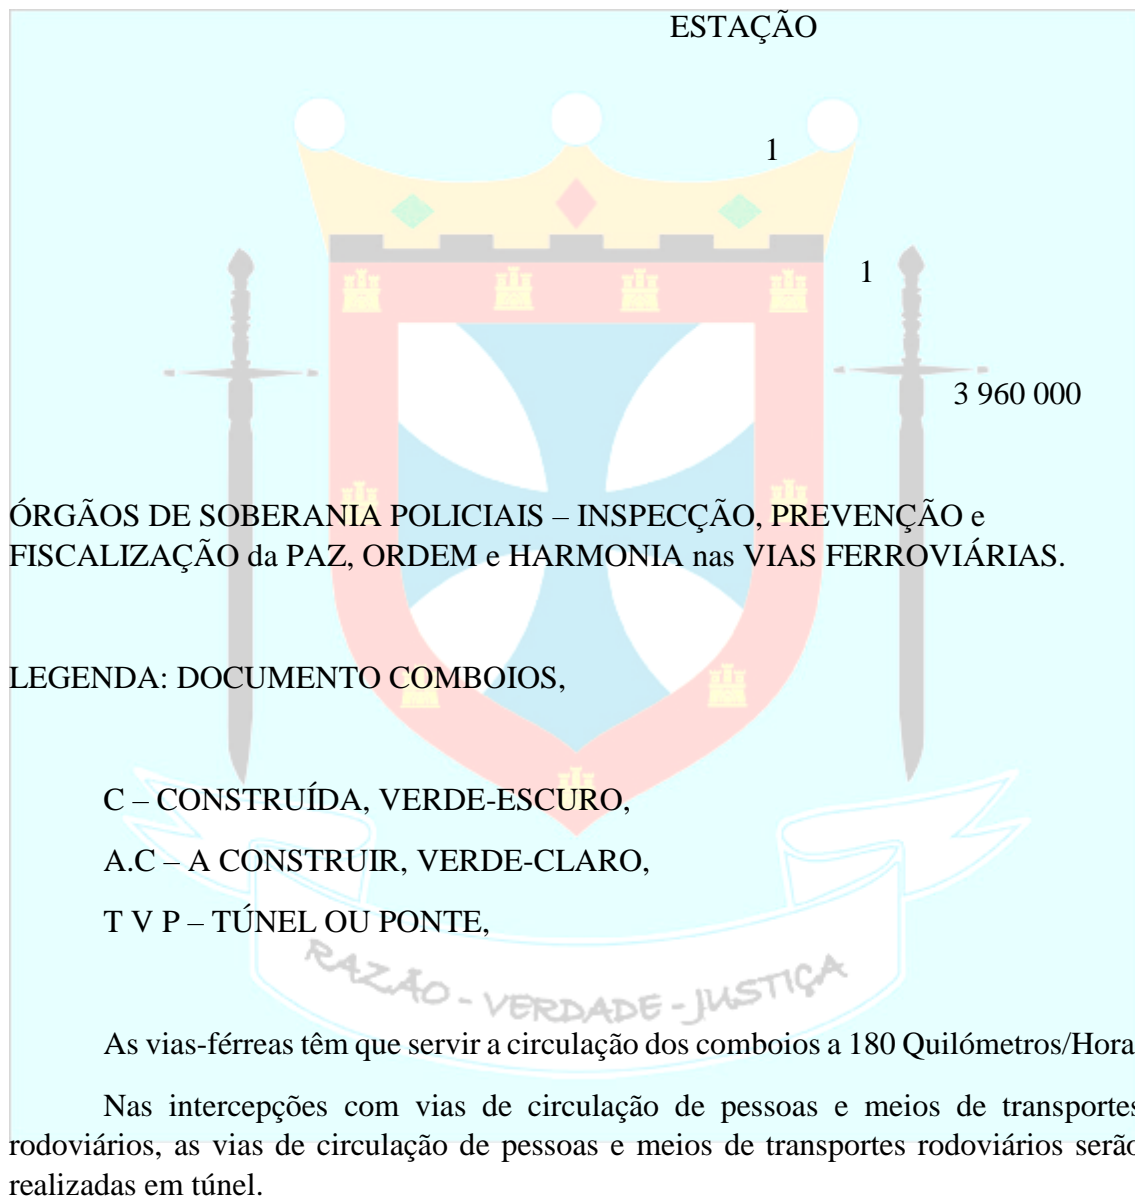 ESTAÇÃO
1
1
3 960 000
ÓRGÃOS DE SOBERANIA POLICIAIS – INSPECÇÃO, PREVENÇÃO e
FISCALIZAÇÃO da PAZ, ORDEM e HARMONIA nas VIAS FERROVIÁRIAS.
LEGENDA: DOCUMENTO COMBOIOS,
C – CONSTRUÍDA, VERDE-ESCURO,
A.C – A CONSTRUIR, VERDE-CLARO,
T V P – TÚNEL OU PONTE,
RAZÃO - VERDADE - JUSTIÇA
As vias-férreas têm que servir a circulação dos comboios a 180 Quilómetros/Hora
Nas intercepções com vias de circulação de pessoas e meios de transportes
rodoviários, as vias de circulação de pessoas e meios de transportes rodoviários serão
realizadas em túnel.